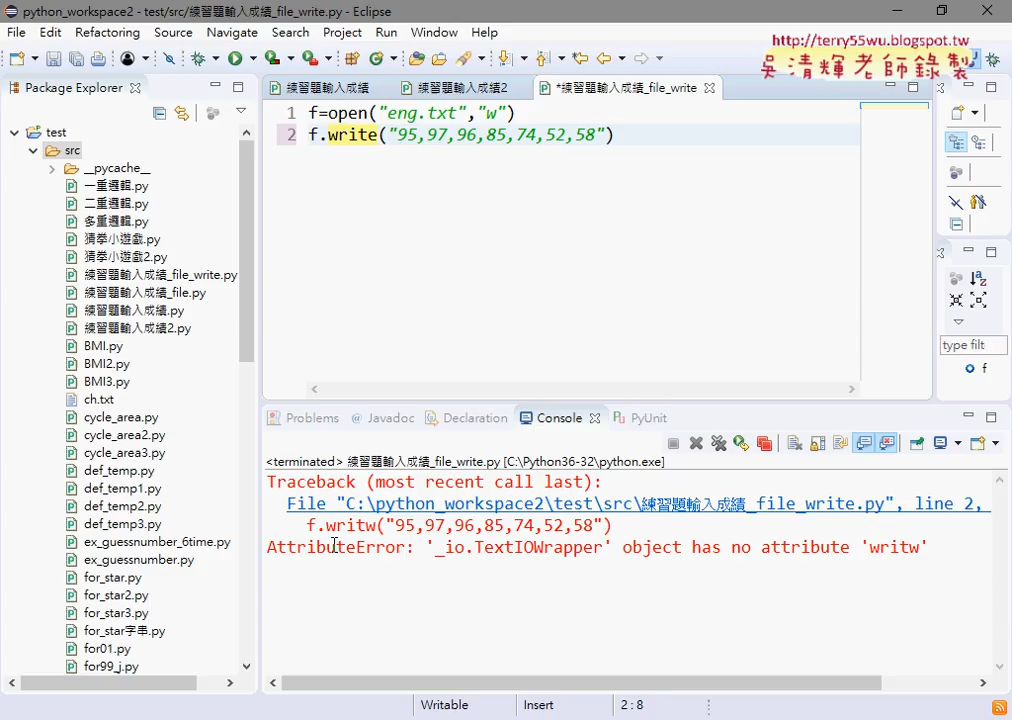 python_workspace2 - test/src/練習題輸入成績_file_write.py - Eclipse
File Edit Refactoring Source Navigate Search Project Run Window Help
http://terry55wu.blogspot.tw
吳清輝老師錄製
Package Explorer
練習題輸入成績
練習題輸入成績2
*練習題輸入成績_file_write
1 f=open("eng.txt","w")
2 f.write("95,97,96,85,74,52,58")
test
src
__pycache__
一重邏輯.py
二重邏輯.py
多重邏輯.py
猜拳小遊戲.py
猜拳小遊戲2.py
練習題輸入成績_file_write.py
練習題輸入成績_file.py
練習題輸入成績.py
練習題輸入成績2.py
BMI.py
BMI2.py
BMI3.py
ch.txt
cycle_area.py
cycle_area2.py
cycle_area3.py
def_temp.py
def_temp1.py
def_temp2.py
def_temp3.py
ex_guessnumber_6time.py
ex_guessnumber.py
for_star.py
for_star2.py
for_star3.py
for_star字串.py
for01.py
for99_j.py
type filt
f
Problems Javadoc Declaration Console PyUnit
<terminated> 練習題輸入成績_file_write.py [C:\Python36-32\python.exe]
Traceback (most recent call last):
File "C:\python_workspace2\test\src\練習題輸入成績_file_write.py", line 2,
f.writw("95,97,96,85,74,52,58")
AttributeError: '_io.TextIOWrapper' object has no attribute 'writw'
Writable Insert 2:8